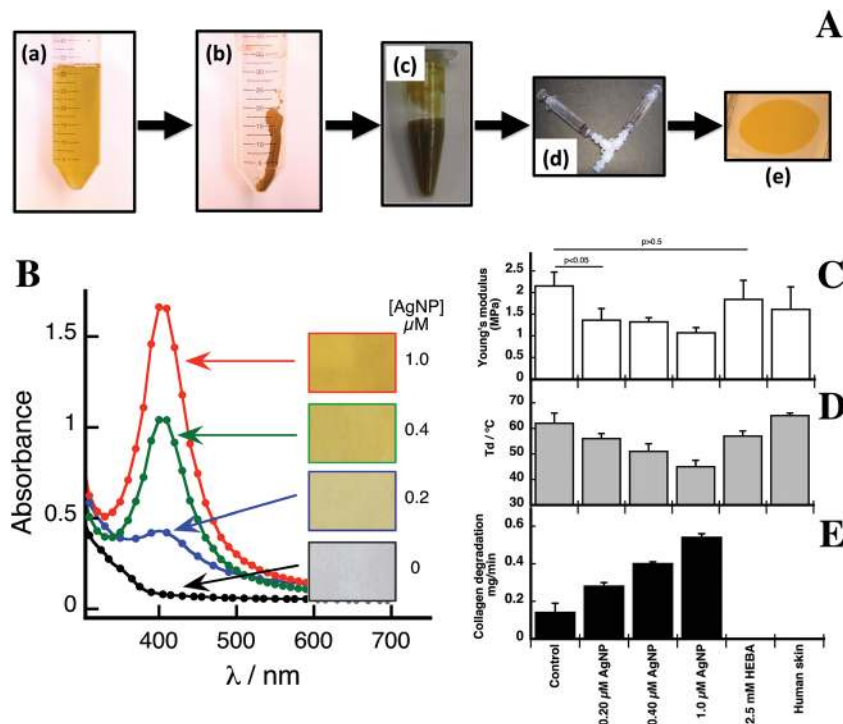 A
(a)
(b)
(c)
(d)
(e)
B
Absorbance
1.5
1
0.5
0
400
500
600
700
λ / nm
[AgNP]
µM
1.0
0.4
0.2
0
C
p>0.5
p<0.05
Young's modulus
(MPa)
2.5
2
1.5
1
0.5
0
D
Td / °C
70
60
50
40
30
E
Collagen degradation
mg/min
0.6
0.4
0.2
0
Control
0.20 µM AgNP
0.40 µM AgNP
1.0 µM AgNP
2.5 mM HEBA
Human skin